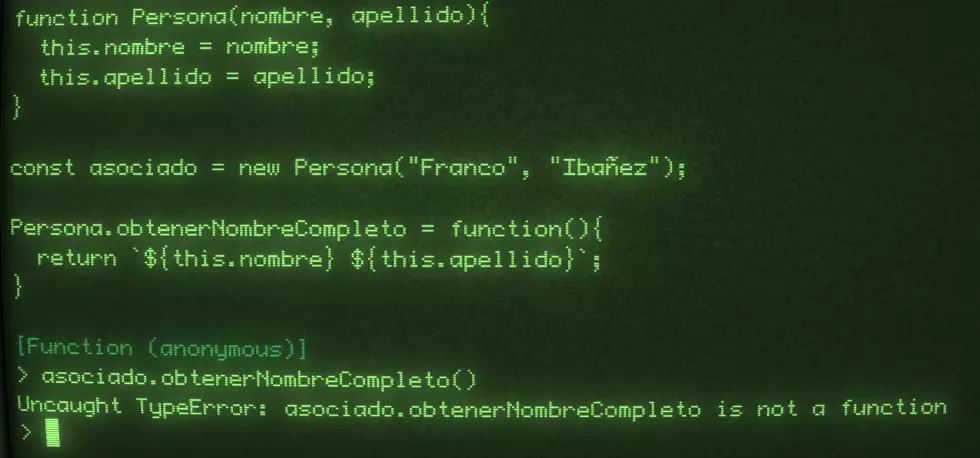 function Persona(nombre, apellido){
this.nombre = nombre;
this.apellido = apellido;
}
const asociado = new Persona("Franco", "Ibañez");
Persona.obtenerNombreCompleto = function(){
return `${this.nombre} ${this.apellido}`;
}
[Function (anonymous)]
> asociado.obtenerNombreCompleto()
Uncaught TypeError: asociado.obtenerNombreCompleto is not a function
>